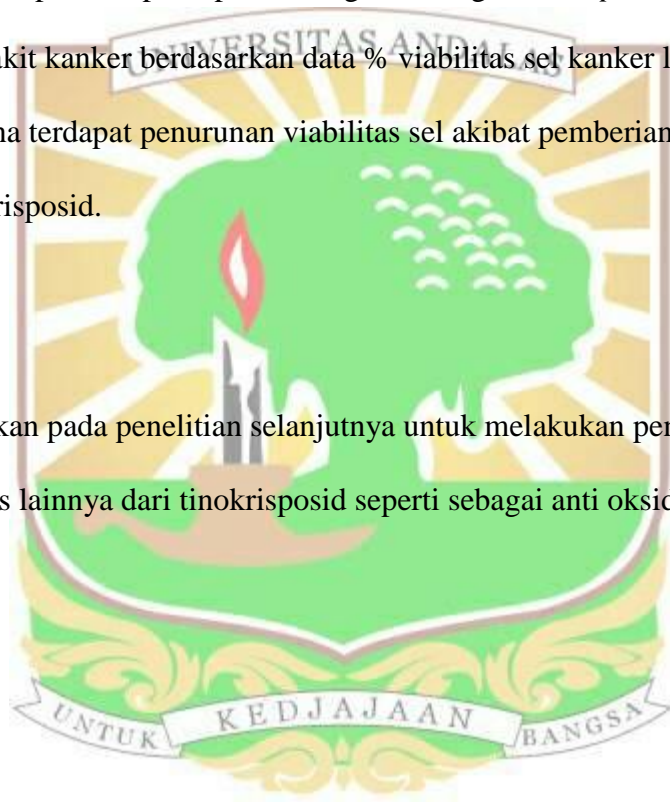 UNIVERSITAS ANDALAS
akit kanker berdasarkan data % viabilitas sel kanker l
na terdapat penurunan viabilitas sel akibat pemberian
risposid.
kan pada penelitian selanjutnya untuk melakukan pen
s lainnya dari tinokrisposid seperti sebagai anti oksid
UNTUK KEDJAJAAN BANGSA